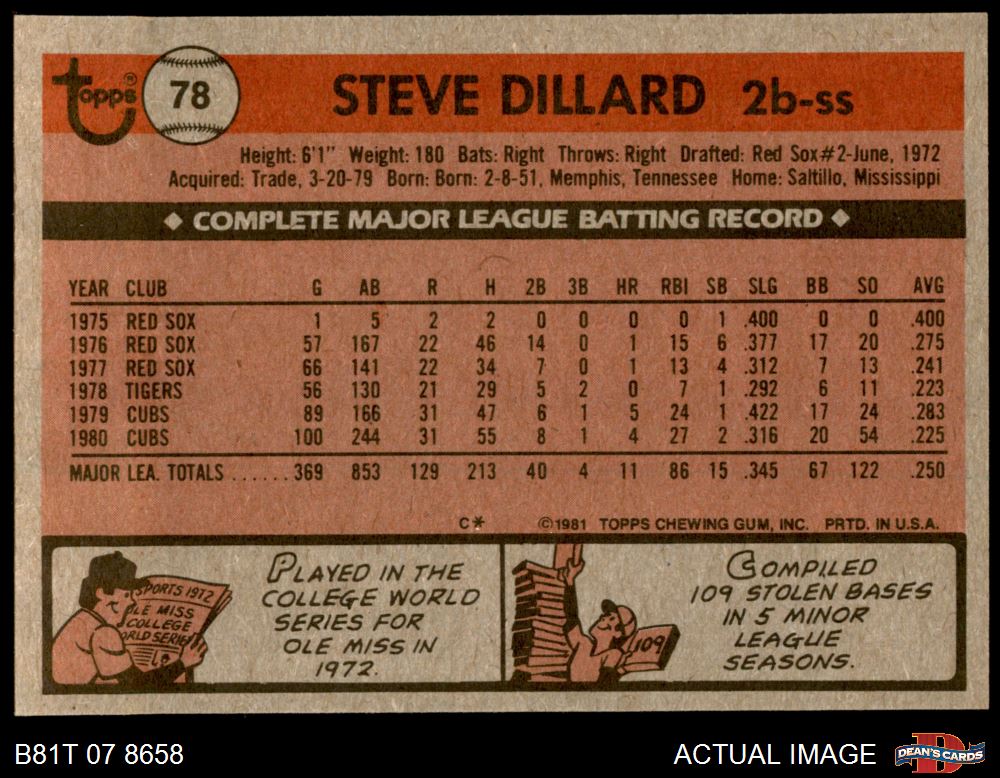 topps®
78
STEVE DILLARD 2b-ss
Height: 6'1" Weight: 180 Bats: Right Throws: Right Drafted: Red Sox#2-June, 1972
Acquired: Trade, 3-20-79 Born: Born: 2-8-51, Memphis, Tennessee Home: Saltillo, Mississippi
◆ COMPLETE MAJOR LEAGUE BATTING RECORD ◆
YEAR CLUB G AB R H 2B 3B HR RBI SB SLG BB SO AVG
1975 RED SOX 1 5 2 2 0 0 0 0 1 .400 0 0 .400
1976 RED SOX 57 167 22 46 14 0 1 15 6 .377 17 20 .275
1977 RED SOX 66 141 22 34 7 0 1 13 4 .312 7 13 .241
1978 TIGERS 56 130 21 29 5 2 0 7 1 .292 6 11 .223
1979 CUBS 89 166 31 47 6 1 5 24 1 .422 17 24 .283
1980 CUBS 100 244 31 55 8 1 4 27 2 .316 20 54 .225
MAJOR LEA. TOTALS ......369 853 129 213 40 4 11 86 15 .345 67 122 .250
C* ©1981 TOPPS CHEWING GUM, INC. PRTD. IN U.S.A.
SPORTS 1972
OLE MISS
COLLEGE
ORLD SERIES
PLAYED IN THE
COLLEGE WORLD
SERIES FOR
OLE MISS IN
1972.
109
COMPILED
109 STOLEN BASES
IN 5 MINOR
LEAGUE
SEASONS.
B81T 07 8658
ACTUAL IMAGE
DEAN'S CARDS